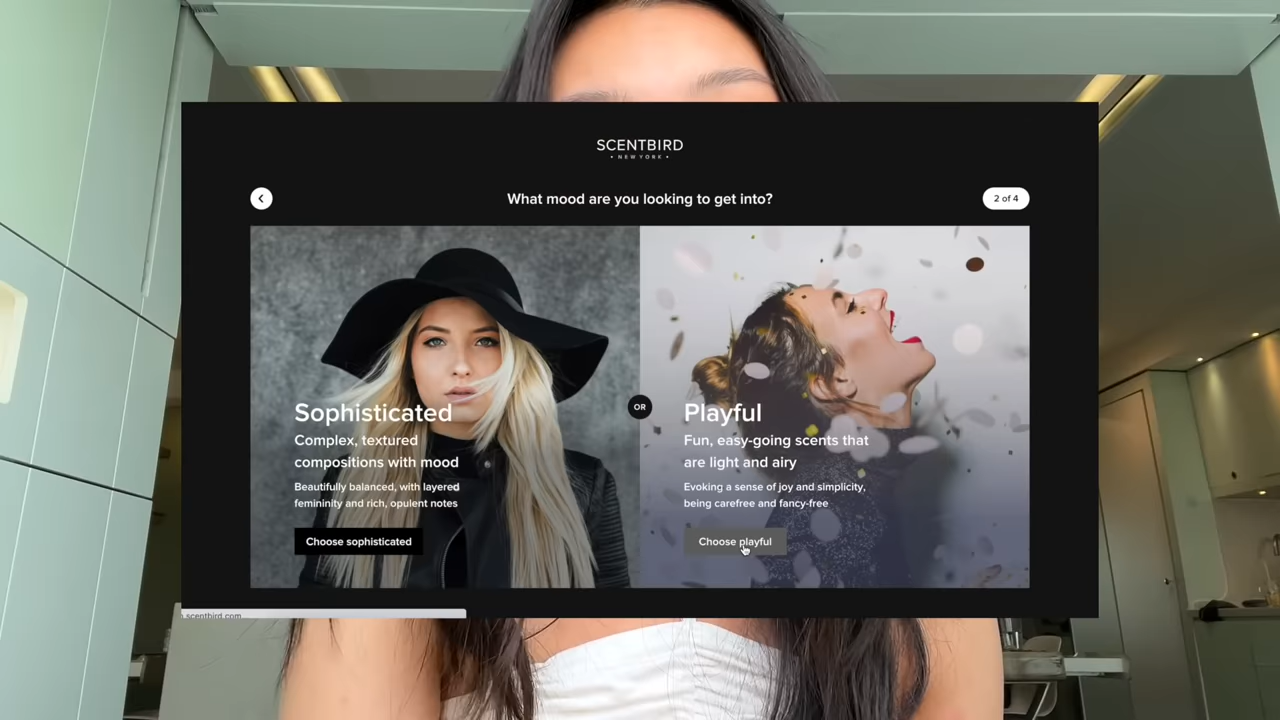 SCENTBIRD
• NEW YORK •
What mood are you looking to get into?
2 of 4
Sophisticated
Complex, textured
compositions with mood
Beautifully balanced, with layered
femininity and rich, opulent notes
Choose sophisticated
OR
Playful
Fun, easy-going scents that
are light and airy
Evoking a sense of joy and simplicity,
being carefree and fancy-free
Choose playful
scentbird.com